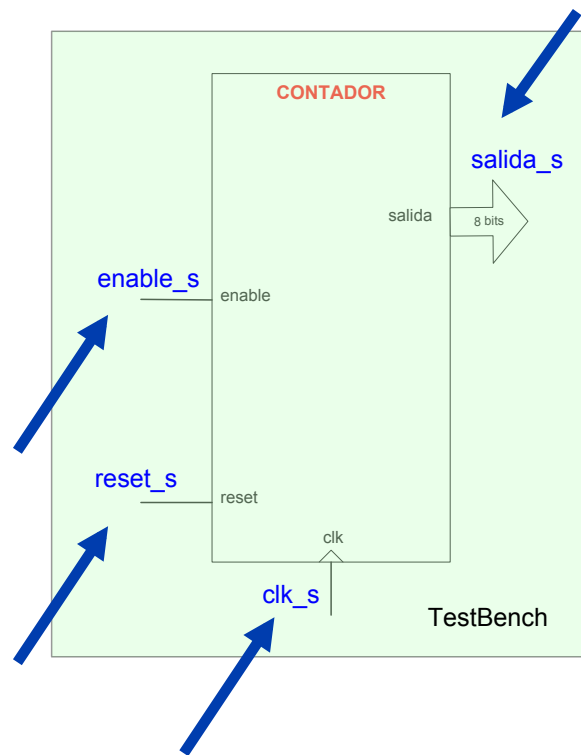 CONTADOR
salida_s
salida
8 bits
enable_s
enable
reset_s
reset
clk
clk_s
TestBench